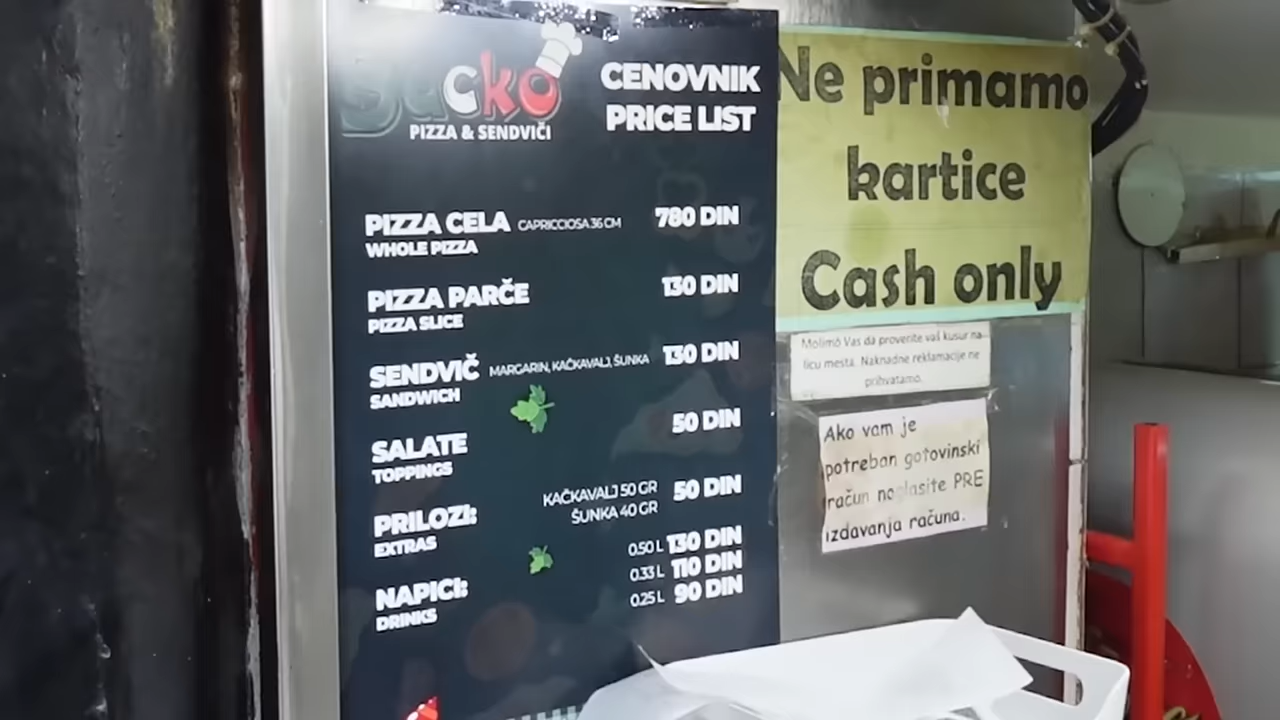 Bucko
PIZZA & SENDVIČI
CENOVNIK
PRICE LIST
PIZZA CELA CAPRICCIOSA 36 CM 780 DIN
WHOLE PIZZA
PIZZA PARČE 130 DIN
PIZZA SLICE
SENDVIČ MARGARIN, KAČKAVALJ, ŠUNKA 130 DIN
SANDWICH
SALATE 50 DIN
TOPPINGS
PRILOZI: KAČKAVALJ 50 GR 50 DIN
EXTRAS ŠUNKA 40 GR
NAPICI: 0.50 L 130 DIN
DRINKS 0.33 L 110 DIN
0.25 L 90 DIN
Ne primamo
kartice
Cash only
Molimo Vas da proverite vaš kusur na
licu mesta. Naknadne reklamacije ne
prihvatamo.
Ako vam je
potreban gotovinski
račun naglasite PRE
izdavanja računa.